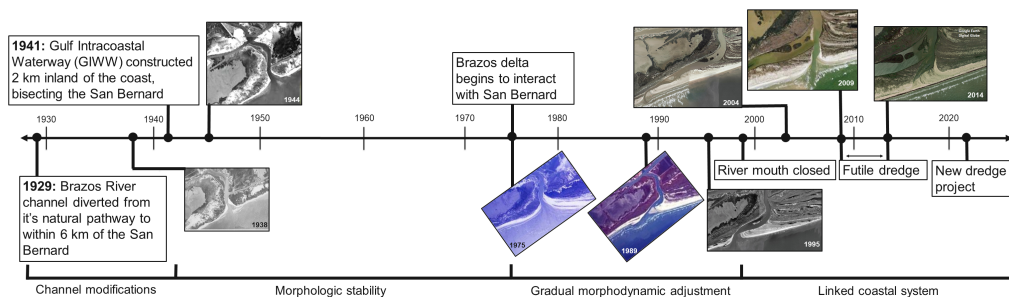 1941: Gulf Intracoastal
Waterway (GIWW) constructed
2 km inland of the coast,
bisecting the San Bernard
1944
Brazos delta
begins to interact
with San Bernard
2004
2009
Google Earth
Digital Globe
2014
1930
1940
1950
1960
1970
1980
1990
2000
2010
2020
1929: Brazos River
channel diverted from
it's natural pathway to
within 6 km of the San
Bernard
1938
1975
1989
1995
River mouth closed
Futile dredge
New dredge
project
Channel modifications
Morphologic stability
Gradual morphodynamic adjustment
Linked coastal system